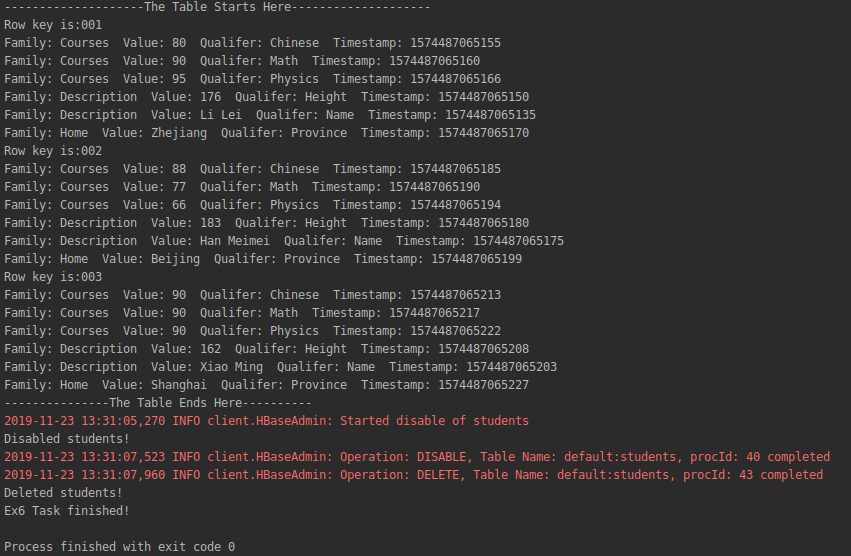 --------------------The Table Starts Here--------------------
Row key is:001
Family: Courses  Value: 80  Qualifer: Chinese  Timestamp: 1574487065155
Family: Courses  Value: 90  Qualifer: Math  Timestamp: 1574487065160
Family: Courses  Value: 95  Qualifer: Physics  Timestamp: 1574487065166
Family: Description  Value: 176  Qualifer: Height  Timestamp: 1574487065150
Family: Description  Value: Li Lei  Qualifer: Name  Timestamp: 1574487065135
Family: Home  Value: Zhejiang  Qualifer: Province  Timestamp: 1574487065170
Row key is:002
Family: Courses  Value: 88  Qualifer: Chinese  Timestamp: 1574487065185
Family: Courses  Value: 77  Qualifer: Math  Timestamp: 1574487065190
Family: Courses  Value: 66  Qualifer: Physics  Timestamp: 1574487065194
Family: Description  Value: 183  Qualifer: Height  Timestamp: 1574487065180
Family: Description  Value: Han Meimei  Qualifer: Name  Timestamp: 1574487065175
Family: Home  Value: Beijing  Qualifer: Province  Timestamp: 1574487065199
Row key is:003
Family: Courses  Value: 90  Qualifer: Chinese  Timestamp: 1574487065213
Family: Courses  Value: 90  Qualifer: Math  Timestamp: 1574487065217
Family: Courses  Value: 90  Qualifer: Physics  Timestamp: 1574487065222
Family: Description  Value: 162  Qualifer: Height  Timestamp: 1574487065208
Family: Description  Value: Xiao Ming  Qualifer: Name  Timestamp: 1574487065203
Family: Home  Value: Shanghai  Qualifer: Province  Timestamp: 1574487065227
---------------The Table Ends Here----------
2019-11-23 13:31:05,270 INFO client.HBaseAdmin: Started disable of students
Disabled students!
2019-11-23 13:31:07,523 INFO client.HBaseAdmin: Operation: DISABLE, Table Name: default:students, procId: 40 completed
2019-11-23 13:31:07,960 INFO client.HBaseAdmin: Operation: DELETE, Table Name: default:students, procId: 43 completed
Deleted students!
Ex6 Task finished!
Process finished with exit code 0